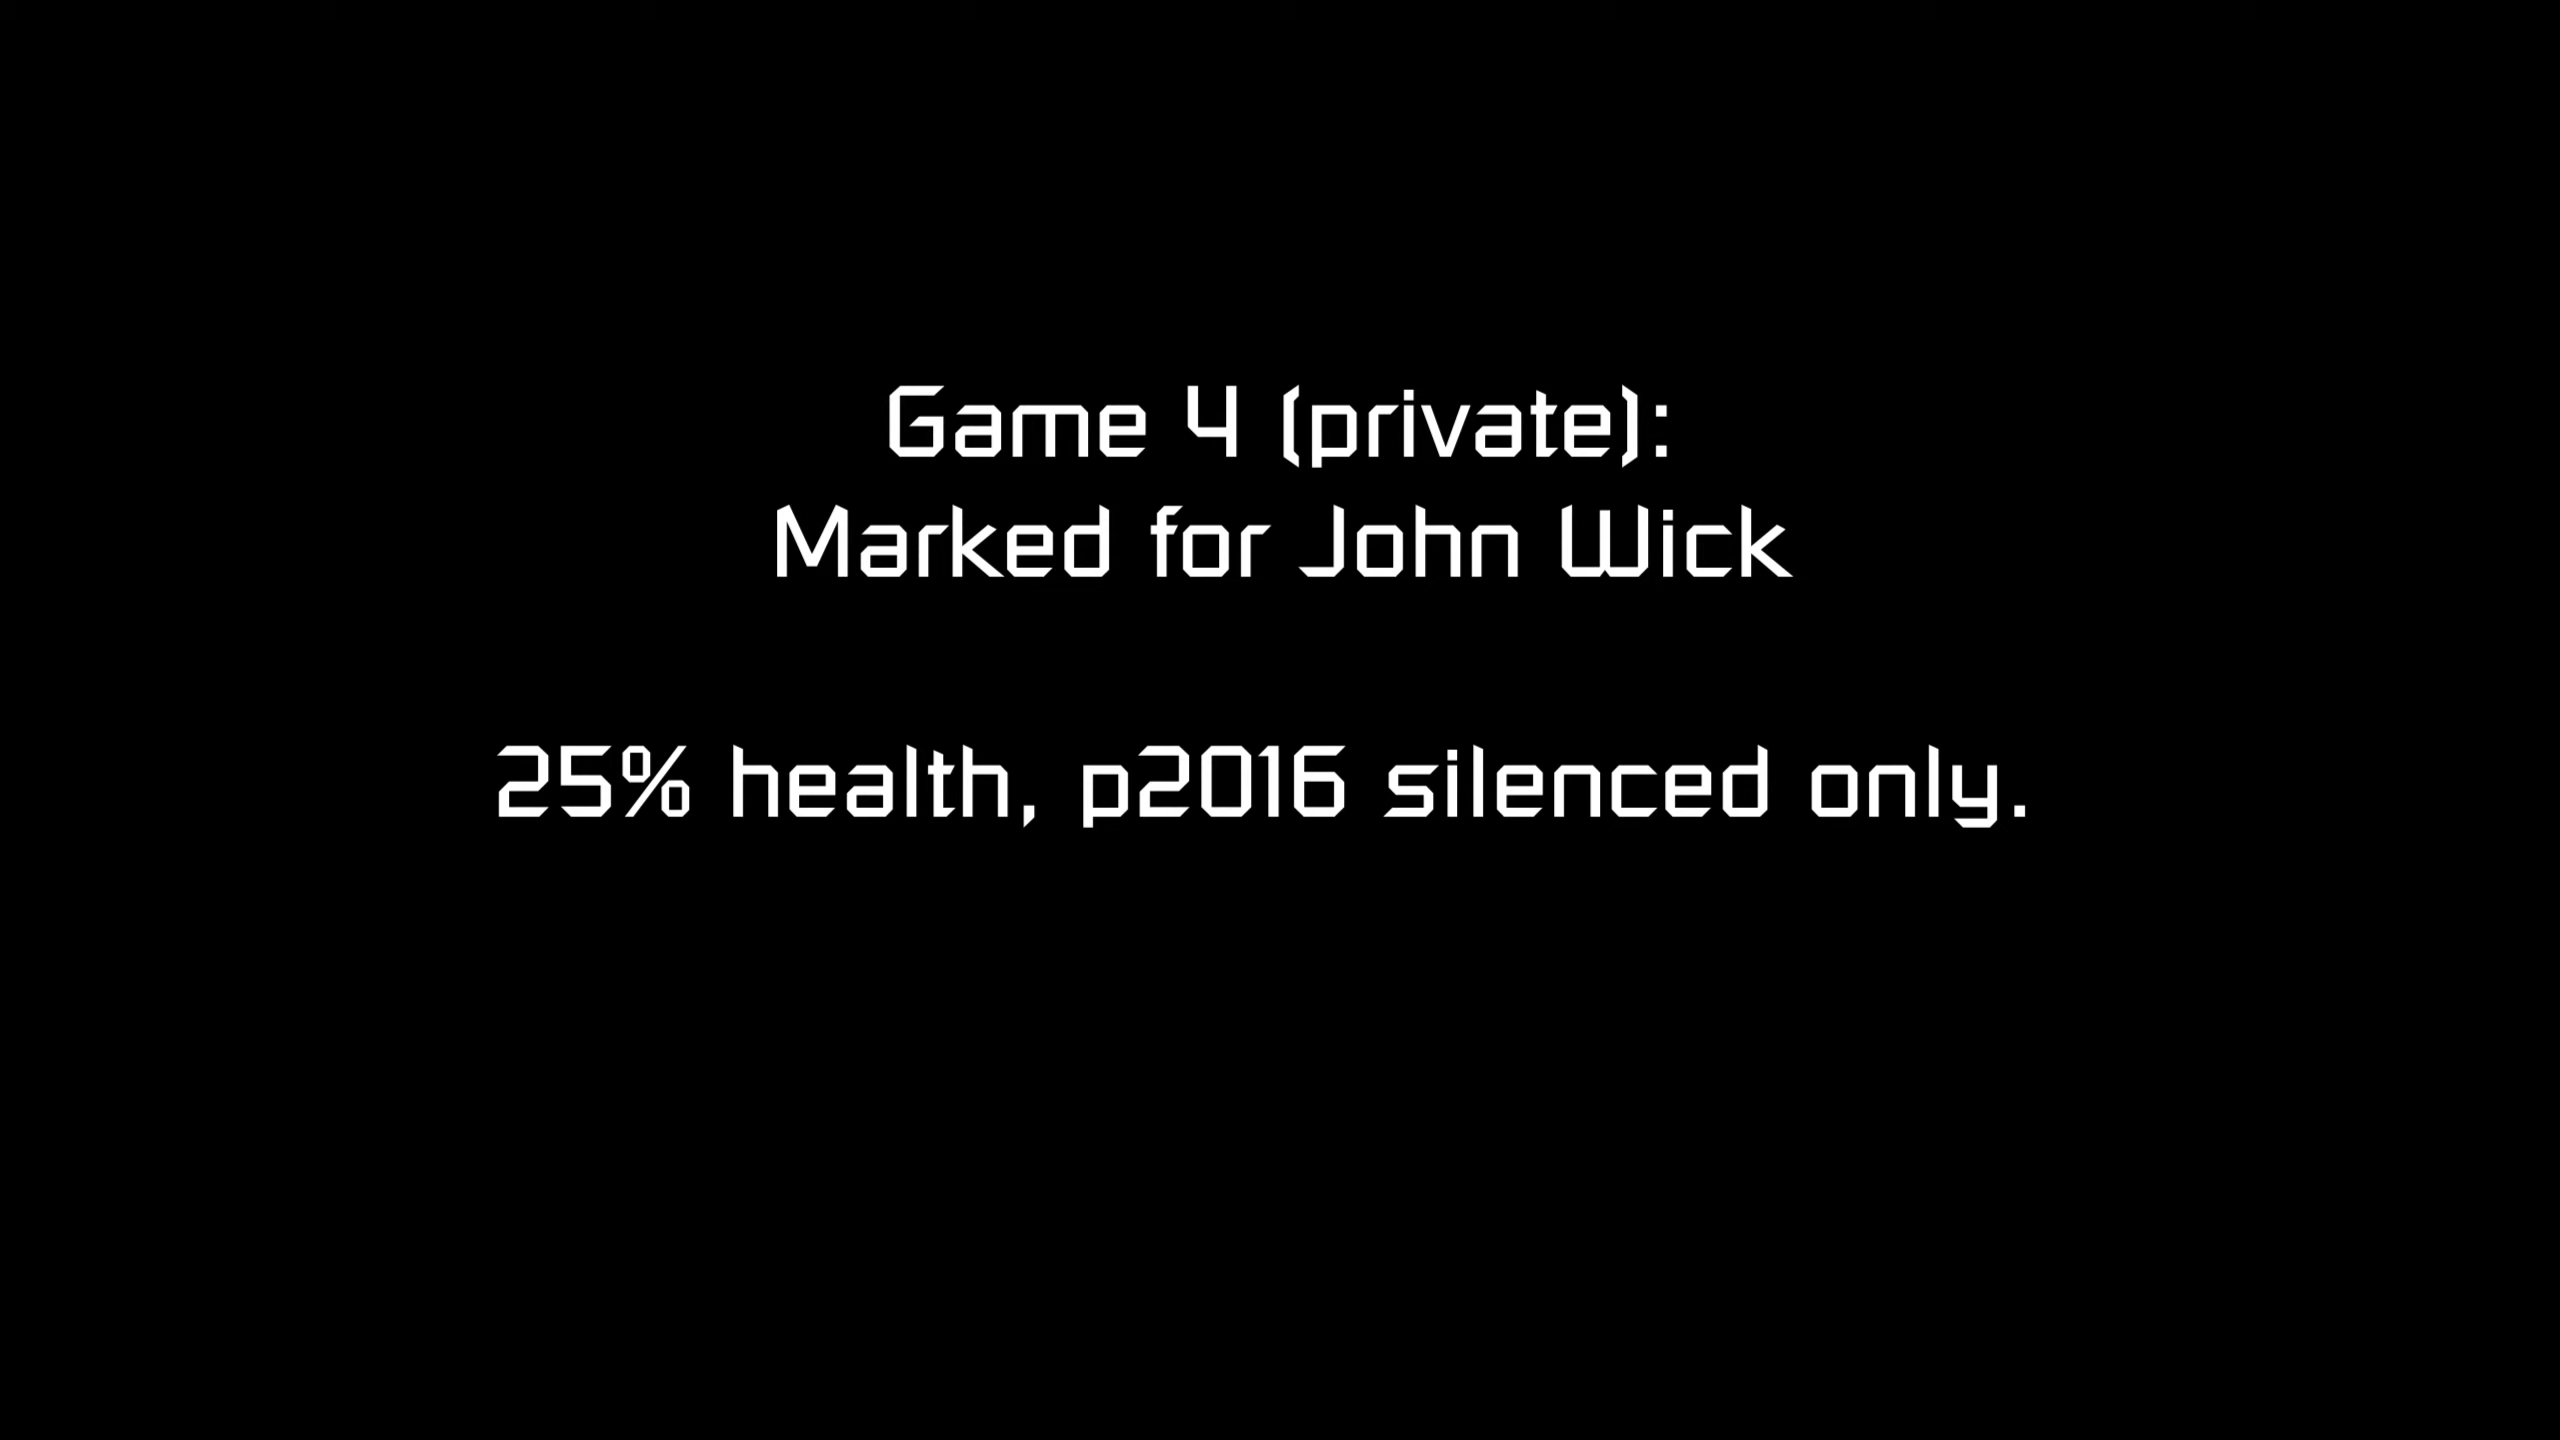 Game 4 (private):
Marked for John Wick
25% health, p2016 silenced only.